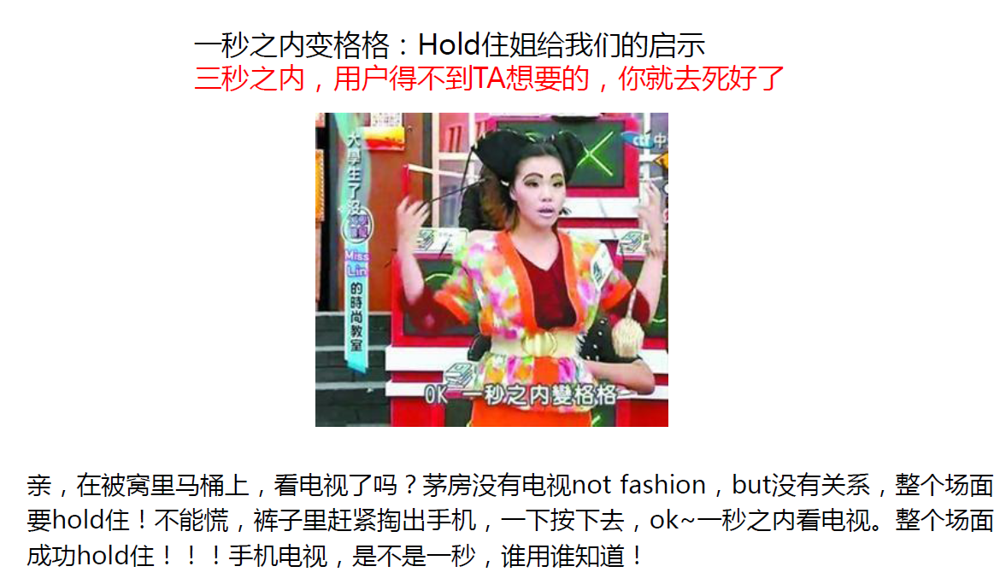 一秒之内变格格：Hold住姐给我们的启示
三秒之内，用户得不到TA想要的，你就去死好了
大學生了沒
Miss
Lin
的時尚教室
ctf 中
OK 一秒之內變格格
亲，在被窝里马桶上，看电视了吗？茅房没有电视not fashion，but没有关系，整个场面
要hold住！不能慌，裤子里赶紧掏出手机，一下按下去，ok~一秒之内看电视。整个场面
成功hold住！！！手机电视，是不是一秒，谁用谁知道！